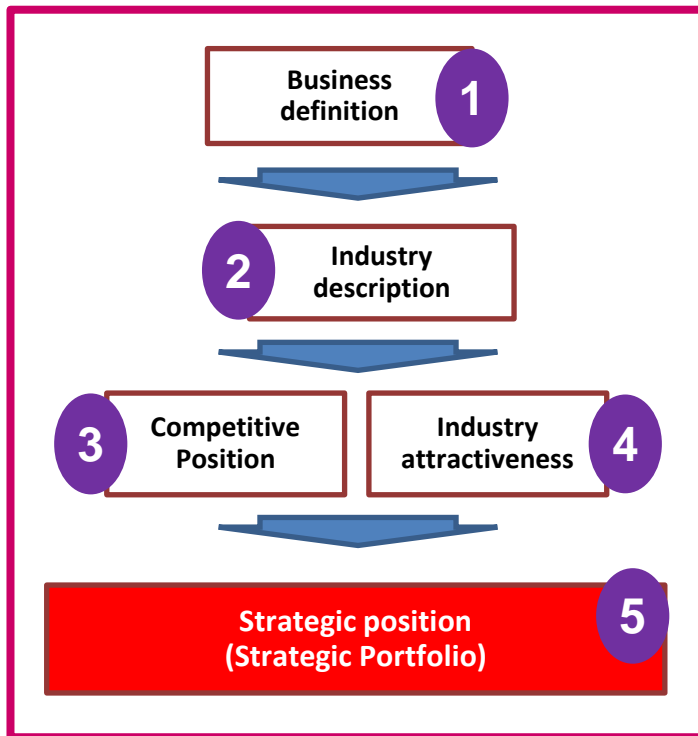 Business
definition
1
2
Industry
description
3
Competitive
Position
Industry
attractiveness
4
5
Strategic position
(Strategic Portfolio)